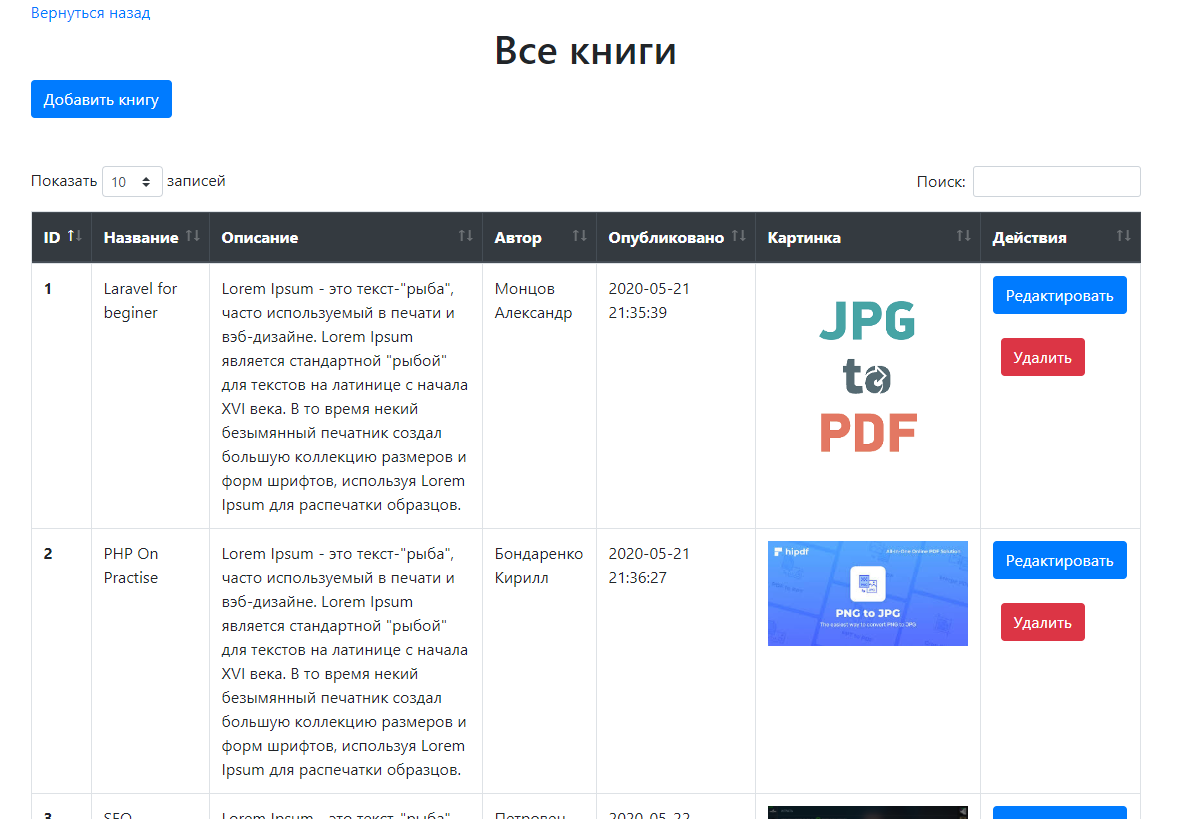 Вернуться назад
Все книги
Добавить книгу
Показать 10 записей
Поиск:
ID Название Описание Автор Опубликовано Картинка Действия
1
Laravel for
beginer
Lorem Ipsum - это текст-"рыба",
часто используемый в печати и
вэб-дизайне. Lorem Ipsum
является стандартной "рыбой"
для текстов на латинице с начала
XVI века. В то время некий
безымянный печатник создал
большую коллекцию размеров и
форм шрифтов, используя Lorem
Ipsum для распечатки образцов.
Монцов
Александр
2020-05-21
21:35:39
JPG
to
PDF
Редактировать
Удалить
2
PHP On
Practise
Lorem Ipsum - это текст-"рыба",
часто используемый в печати и
вэб-дизайне. Lorem Ipsum
является стандартной "рыбой"
для текстов на латинице с начала
XVI века. В то время некий
безымянный печатник создал
большую коллекцию размеров и
форм шрифтов, используя Lorem
Ipsum для распечатки образцов.
Бондаренко
Кирилл
2020-05-21
21:36:27
hipdf
All-in-One Online PDF Solution
PNG to JPG
The easiest way to convert PNG to JPG
Редактировать
Удалить
3
SEO
Lorem Ipsum - это текст-"рыба",
Петровец
2020-05-22